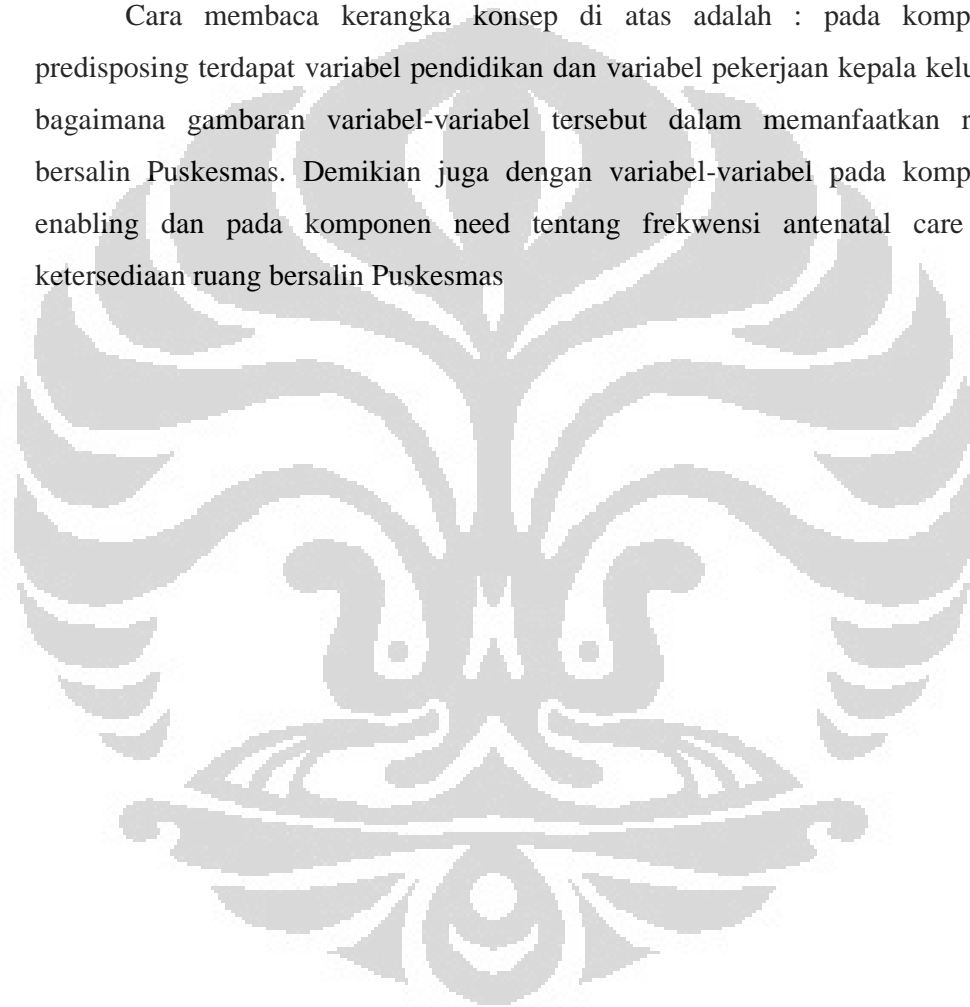 Cara membaca kerangka konsep di atas adalah : pada komp
predisposing terdapat variabel pendidikan dan variabel pekerjaan kepala kelu
bagaimana gambaran variabel-variabel tersebut dalam memanfaatkan r
bersalin Puskesmas. Demikian juga dengan variabel-variabel pada komp
enabling dan pada komponen need tentang frekwensi antenatal care
ketersediaan ruang bersalin Puskesmas